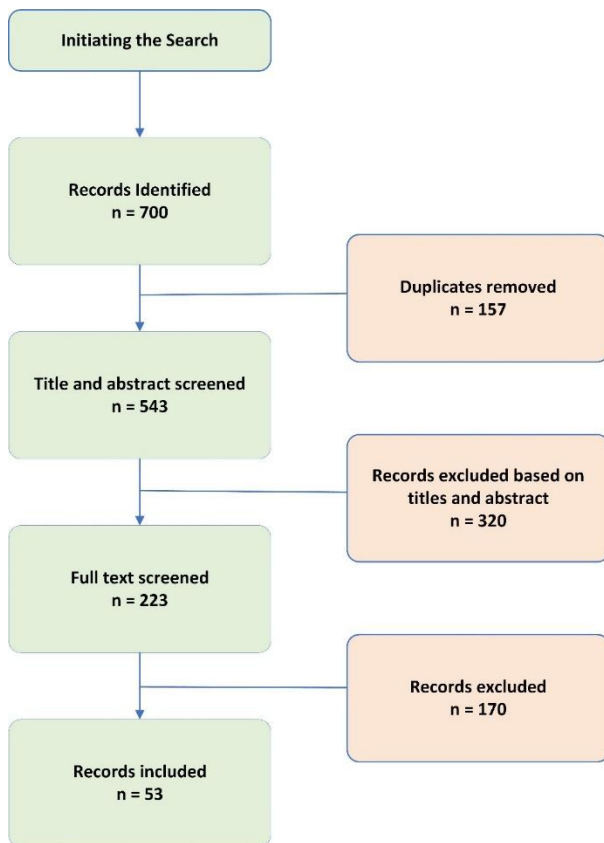 Initiating the Search
Records Identified
n = 700
Duplicates removed
n = 157
Title and abstract screened
n = 543
Records excluded based on
titles and abstract
n = 320
Full text screened
n = 223
Records excluded
n = 170
Records included
n = 53